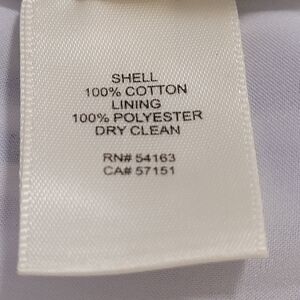 SHELL
100% COTTON
LINING
100% POLYESTER
DRY CLEAN
RN# 54163
CA# 57151